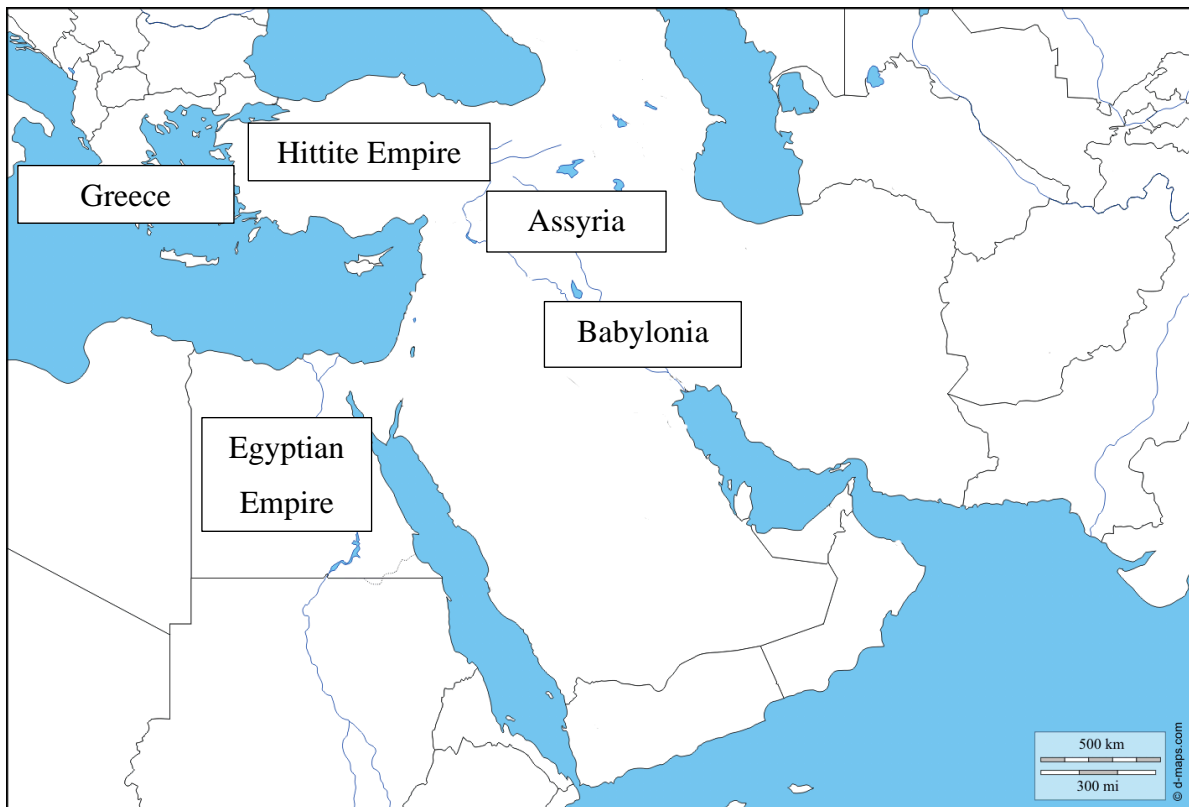 Hittite Empire
Greece
Assyria
Babylonia
Egyptian
Empire
500 km
300 mi
© d-maps.com